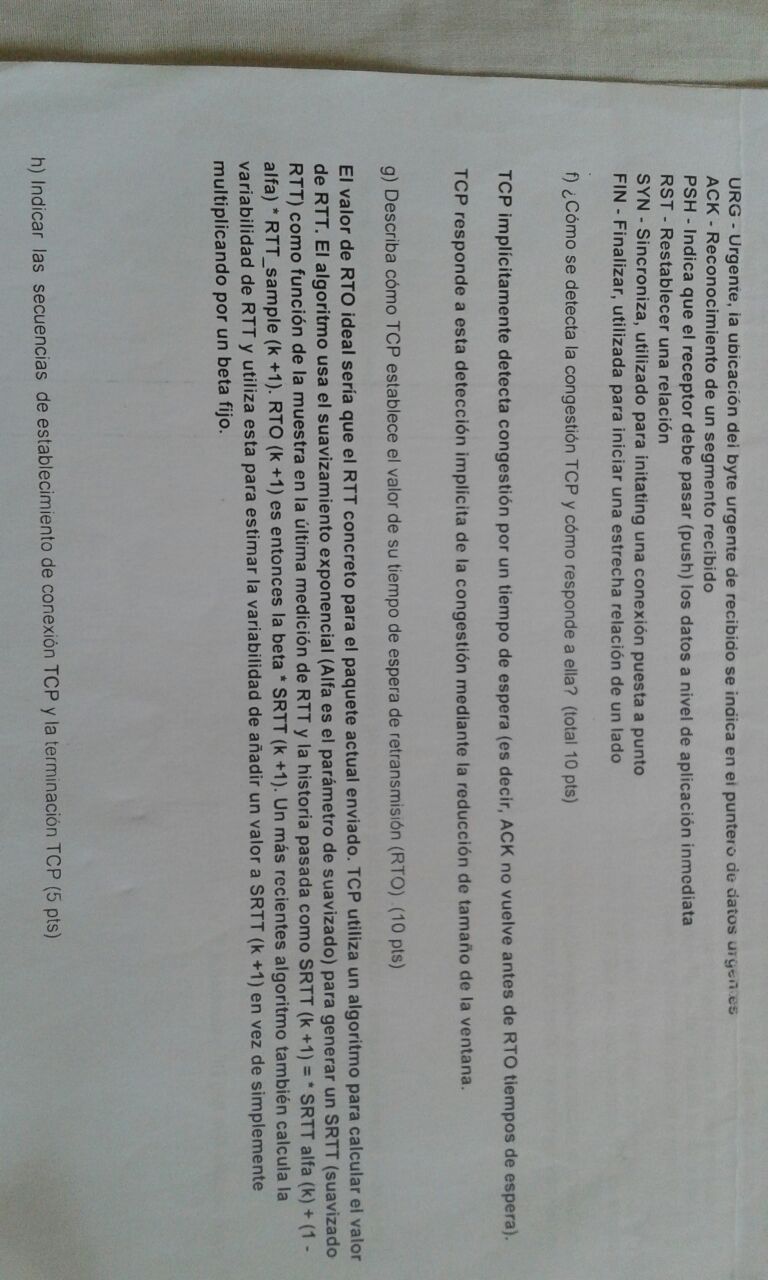 URG - Urgente, la ubicación del byte urgente de recibido se indica en el puntero de datos urgentes
ACK - Reconocimiento de un segmento recibido
PSH - Indica que el receptor debe pasar (push) los datos a nivel de aplicación inmediata
RST - Restablecer una relación
SYN - Sincroniza, utilizado para initating una conexión puesta a punto
FIN - Finalizar, utilizada para iniciar una estrecha relación de un lado
f) ¿Cómo se detecta la congestión TCP y cómo responde a ella? (total 10 pts)
TCP implícitamente detecta congestión por un tiempo de espera (es decir, ACK no vuelve antes de RTO tiempos de espera).
TCP responde a esta detección implícita de la congestión mediante la reducción de tamaño de la ventana.
g) Describa cómo TCP establece el valor de su tiempo de espera de retransmisión (RTO) .(10 pts)
El valor de RTO ideal sería que el RTT concreto para el paquete actual enviado. TCP utiliza un algoritmo para calcular el valor
de RTT. El algoritmo usa el suavizamiento exponencial (Alfa es el parámetro de suavizado) para generar un SRTT (suavizado
RTT) como función de la muestra en la última medición de RTT y la historia pasada como SRTT (k +1) = * SRTT alfa (k) + (1 -
alfa) * RTT_sample (k +1). RTO (k +1) es entonces la beta * SRTT (k +1). Un más recientes algoritmo también calcula la
variabilidad de RTT y utiliza esta para estimar la variabilidad de añadir un valor a SRTT (k +1) en vez de simplemente
multiplicando por un beta fijo.
h) Indicar las secuencias de establecimiento de conexión TCP y la terminación TCP (5 pts)